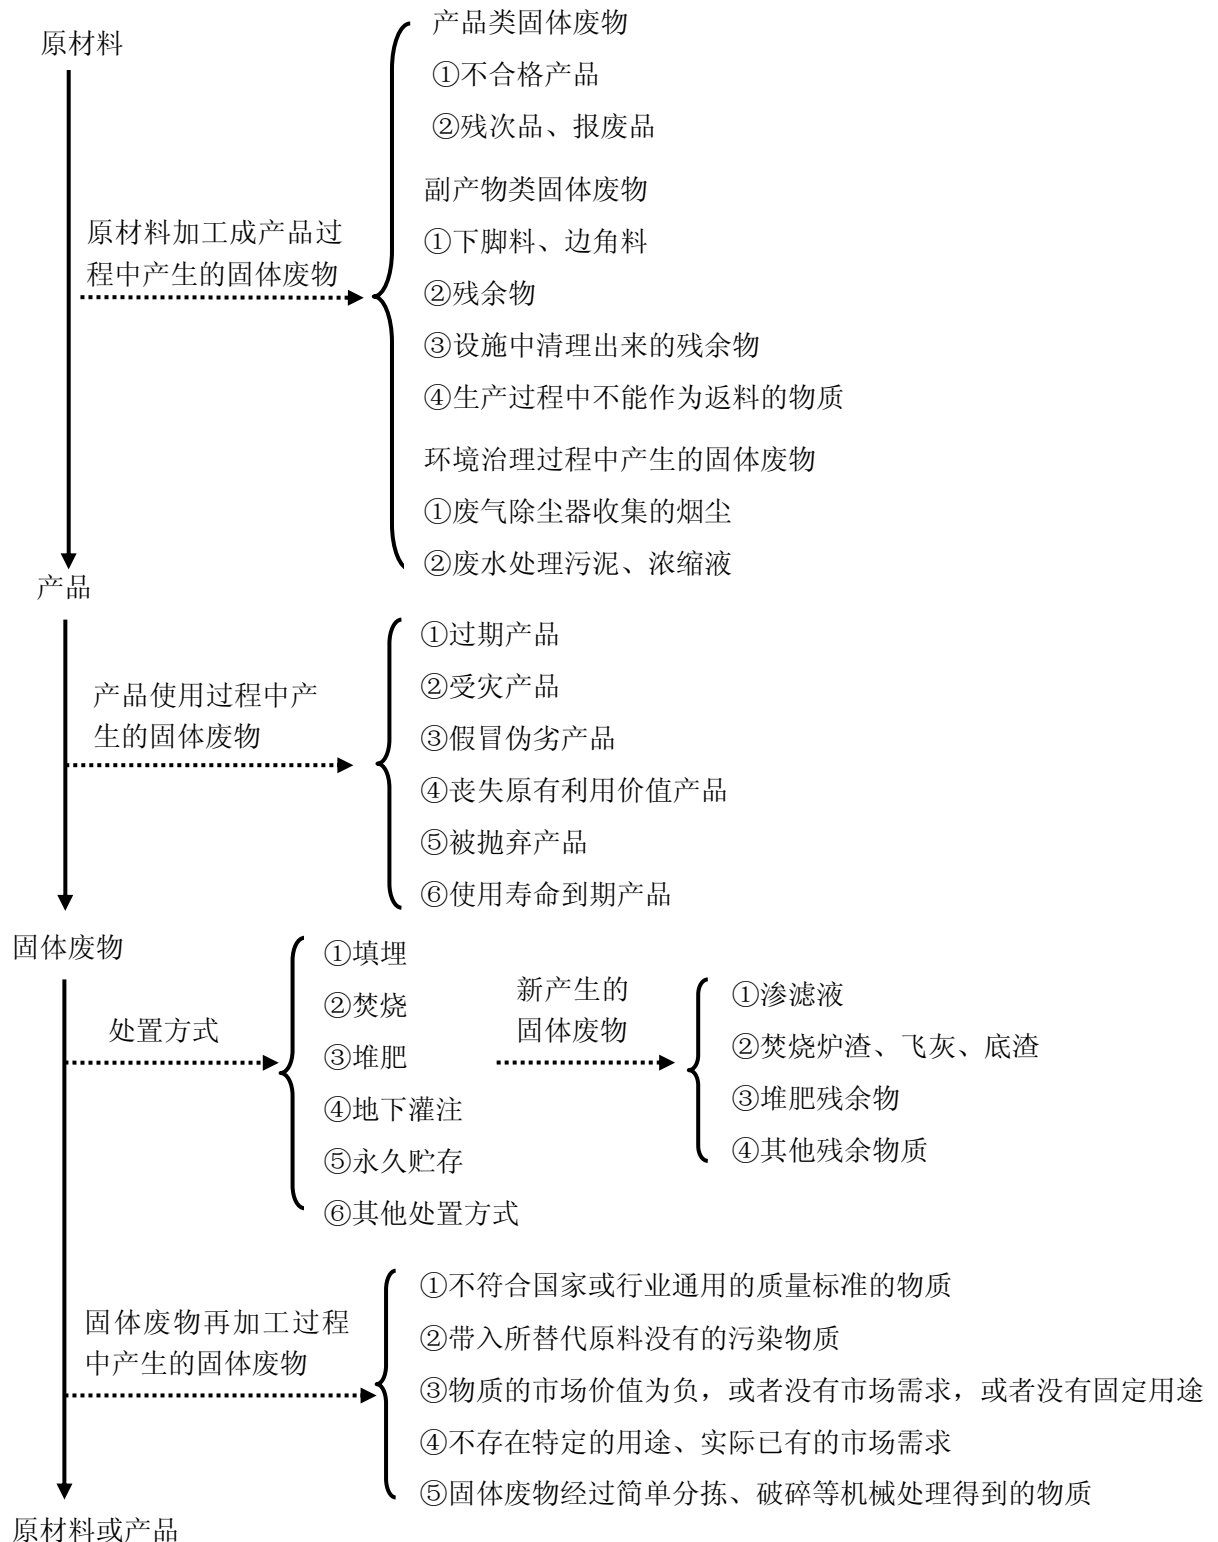 原材料
产品类固体废物
①不合格产品
②残次品、报废品
副产物类固体废物
原材料加工成产品过
程中产生的固体废物
①下脚料、边角料
②残余物
③设施中清理出来的残余物
④生产过程中不能作为返料的物质
环境治理过程中产生的固体废物
①废气除尘器收集的烟尘
②废水处理污泥、浓缩液
产品
产品使用过程中产
生的固体废物
①过期产品
②受灾产品
③假冒伪劣产品
④丧失原有利用价值产品
⑤被抛弃产品
⑥使用寿命到期产品
固体废物
处置方式
①填埋
②焚烧
③堆肥
④地下灌注
⑤永久贮存
⑥其他处置方式
新产生的
固体废物
①渗滤液
②焚烧炉渣、飞灰、底渣
③堆肥残余物
④其他残余物质
固体废物再加工过程
中产生的固体废物
①不符合国家或行业通用的质量标准的物质
②带入所替代原料没有的污染物质
③物质的市场价值为负，或者没有市场需求，或者没有固定用途
④不存在特定的用途、实际已有的市场需求
⑤固体废物经过简单分拣、破碎等机械处理得到的物质
原材料或产品